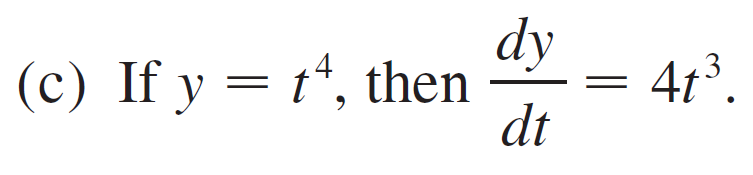 (c) If y = t⁴, then dy/dt = 4t³.